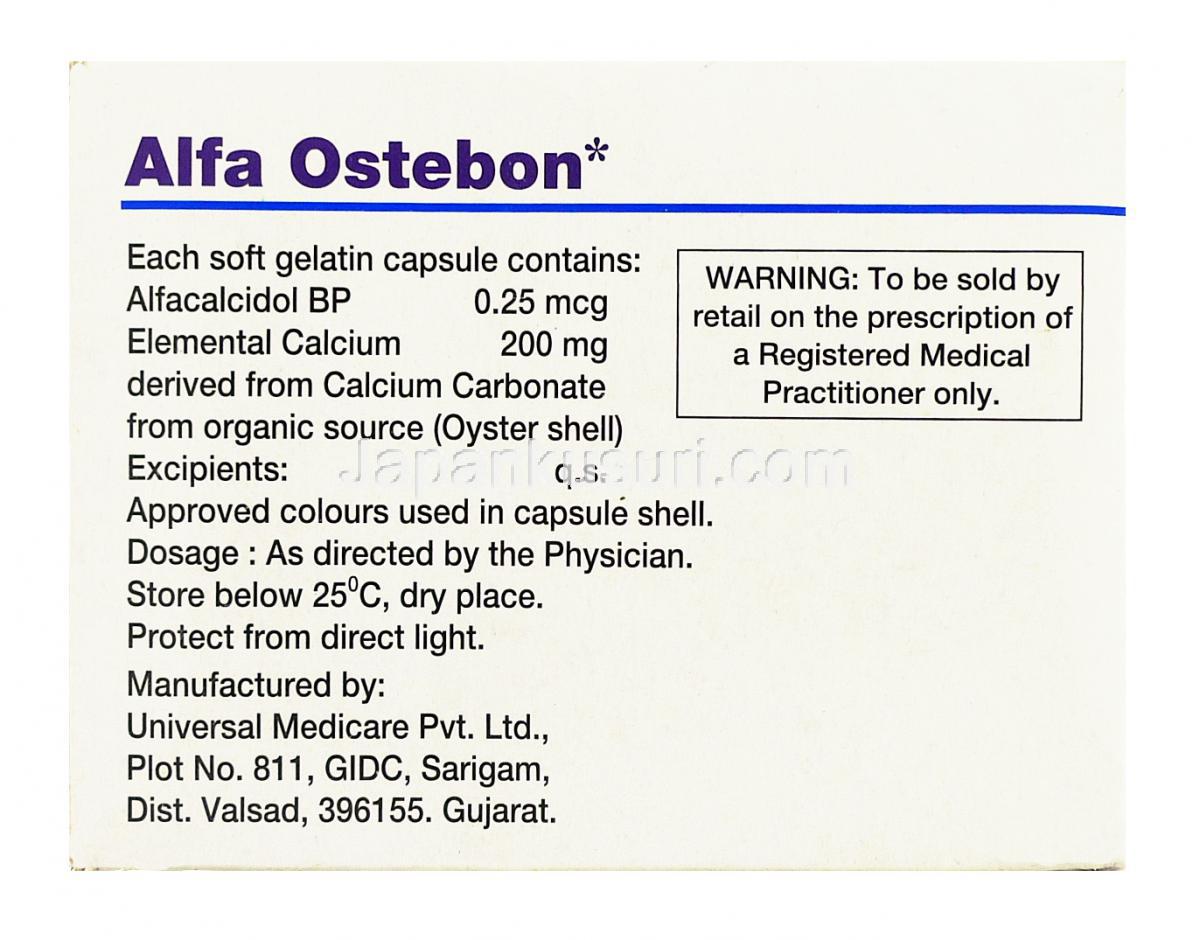 Alfa Ostebon*
Each soft gelatin capsule contains:
Alfacalcidol BP 0.25 mcg
Elemental Calcium 200 mg
derived from Calcium Carbonate
from organic source (Oyster shell)
Excipients: q.s.
Approved colours used in capsule shell.
Dosage : As directed by the Physician.
Store below 25⁰C, dry place.
Protect from direct light.
Manufactured by:
Universal Medicare Pvt. Ltd.,
Plot No. 811, GIDC, Sarigam,
Dist. Valsad, 396155. Gujarat.
WARNING: To be sold by
retail on the prescription of
a Registered Medical
Practitioner only.
Japankusuri.com